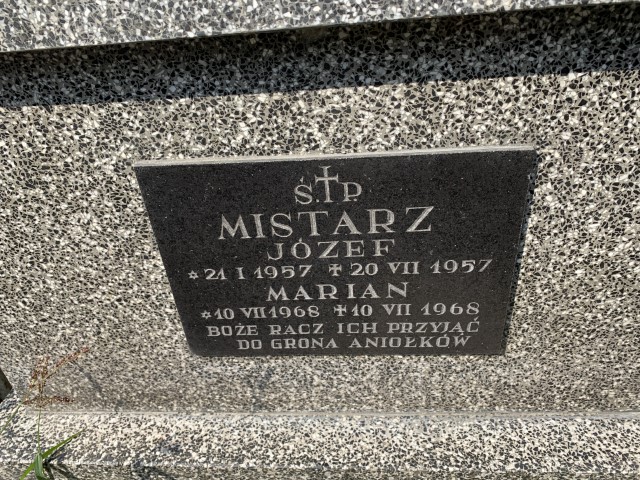 Ś.✝P.
MISTARZ
JÓZEF
* 21 I 1957 ✝ 20 VII 1957
MARIAN
* 10 VII 1968 ✝ 10 VII 1968
BOŻE RACZ ICH PRZYJĄĆ
DO GRONA ANIOŁKÓW